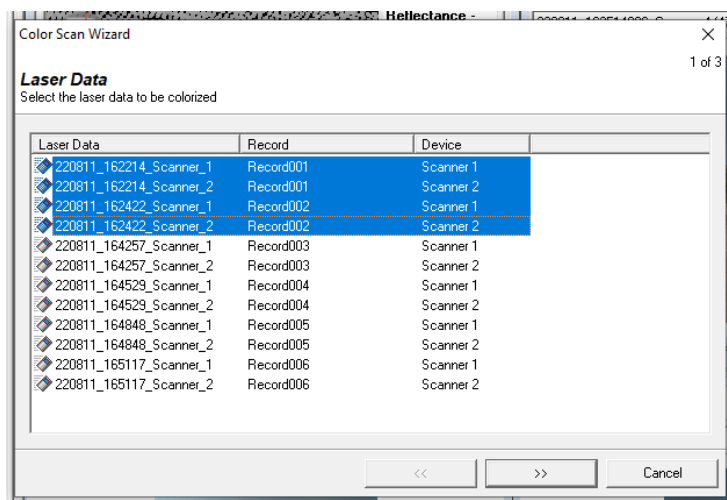 Reflectance -
Color Scan Wizard
1 of 3
Laser Data
Select the laser data to be colorized
Laser Data Record Device
220811_162214_Scanner_1 Record001 Scanner 1
220811_162214_Scanner_2 Record001 Scanner 2
220811_162422_Scanner_1 Record002 Scanner 1
220811_162422_Scanner_2 Record002 Scanner 2
220811_164257_Scanner_1 Record003 Scanner 1
220811_164257_Scanner_2 Record003 Scanner 2
220811_164529_Scanner_1 Record004 Scanner 1
220811_164529_Scanner_2 Record004 Scanner 2
220811_164848_Scanner_1 Record005 Scanner 1
220811_164848_Scanner_2 Record005 Scanner 2
220811_165117_Scanner_1 Record006 Scanner 1
220811_165117_Scanner_2 Record006 Scanner 2
<< >> Cancel